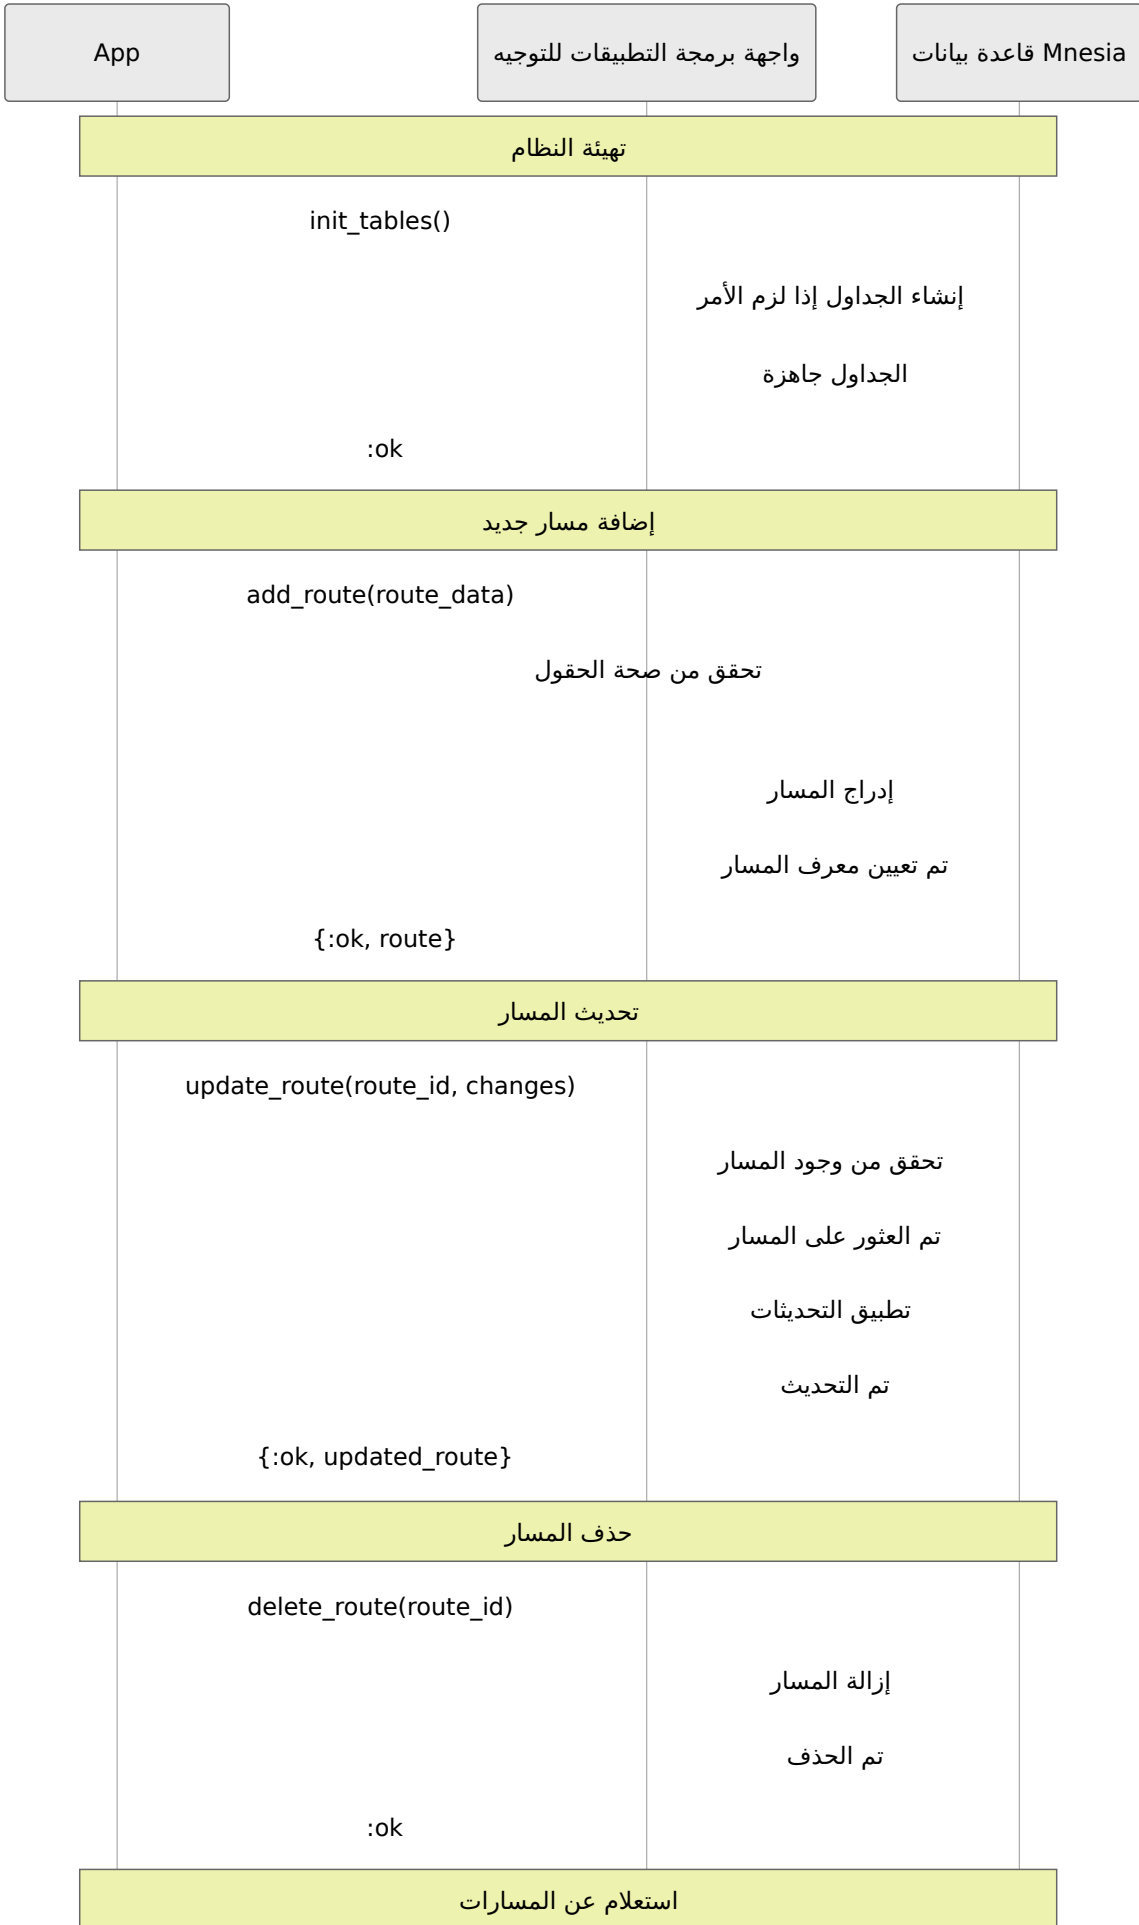 App
واجهة برمجة التطبيقات للتوجيه
قاعدة بيانات Mnesia
تهيئة النظام
init_tables()
إنشاء الجداول إذا لزم الأمر
الجداول جاهزة
:ok
إضافة مسار جديد
add_route(route_data)
تحقق من صحة الحقول
إدراج المسار
تم تعيين معرف المسار
{:ok, route}
تحديث المسار
update_route(route_id, changes)
تحقق من وجود المسار
تم العثور على المسار
تطبيق التحديثات
تم التحديث
{:ok, updated_route}
حذف المسار
delete_route(route_id)
إزالة المسار
تم الحذف
:ok
استعلام عن المسارات